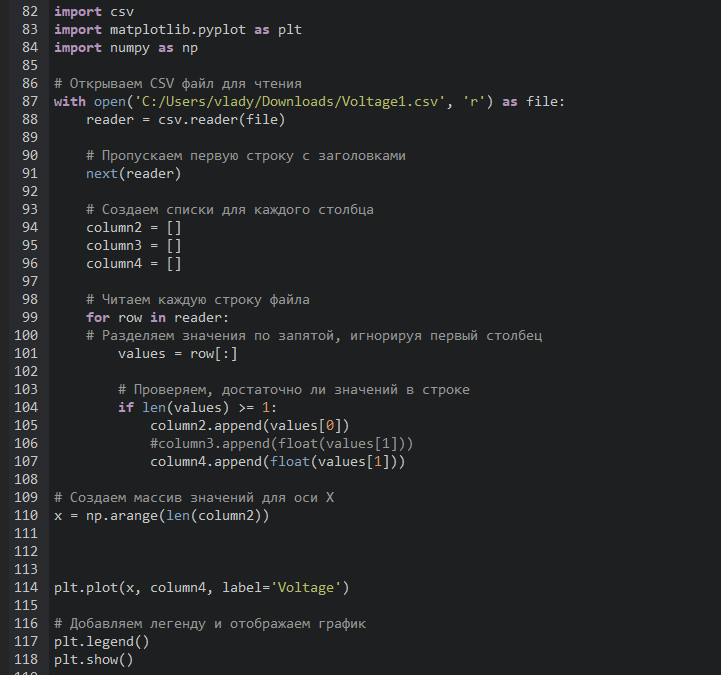 82 import csv
83 import matplotlib.pyplot as plt
84 import numpy as np
85
86 # Открываем CSV файл для чтения
87 with open('C:/Users/vlady/Downloads/Voltage1.csv', 'r') as file:
88     reader = csv.reader(file)
89
90     # Пропускаем первую строку с заголовками
91     next(reader)
92
93     # Создаем списки для каждого столбца
94     column2 = []
95     column3 = []
96     column4 = []
97
98     # Читаем каждую строку файла
99     for row in reader:
100     # Разделяем значения по запятой, игнорируя первый столбец
101         values = row[:]
102
103         # Проверяем, достаточно ли значений в строке
104         if len(values) >= 1:
105             column2.append(values[0])
106             #column3.append(float(values[1]))
107             column4.append(float(values[1]))
108
109 # Создаем массив значений для оси X
110 x = np.arange(len(column2))
111
112
113
114 plt.plot(x, column4, label='Voltage')
115
116 # Добавляем легенду и отображаем график
117 plt.legend()
118 plt.show()